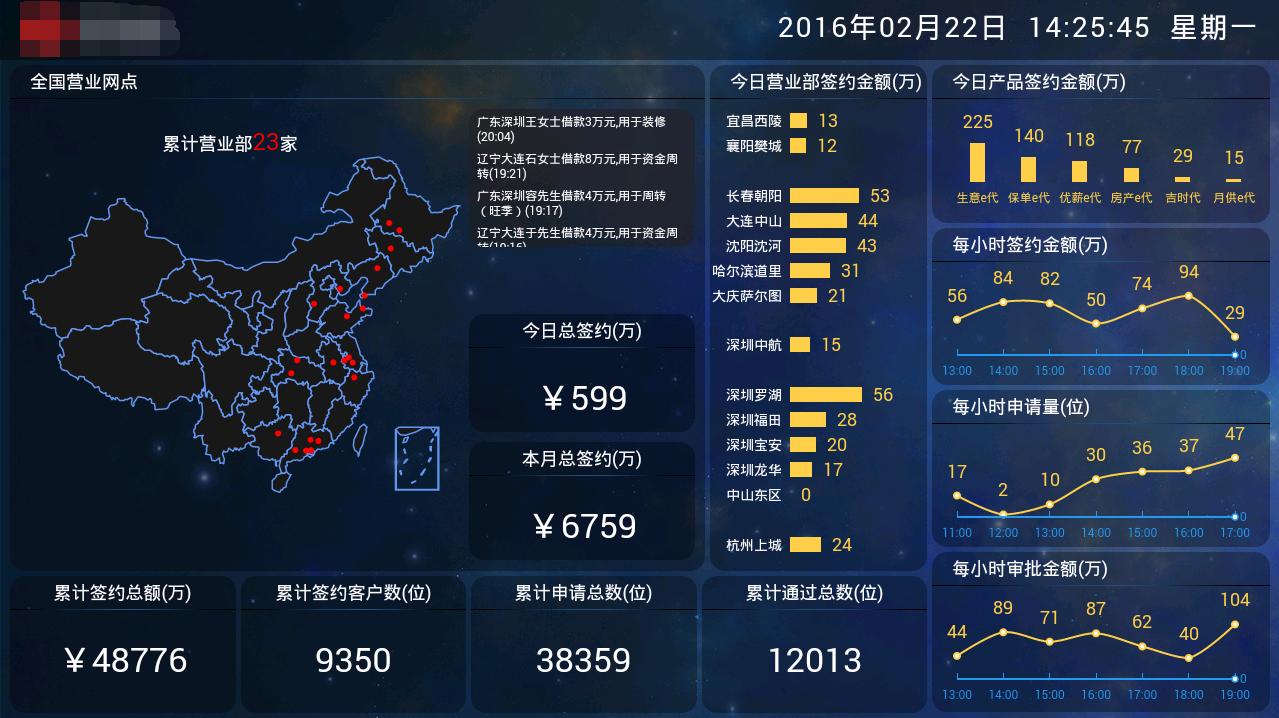 2016年02月22日 14:25:45 星期一
全国营业网点
累计营业部23家
广东深圳王女士借款3万元,用于装修
(20:04)
辽宁大连石女士借款8万元,用于资金周
转(19:21)
广东深圳容先生借款4万元,用于周转
（旺季）(19:17)
辽宁大连于先生借款4万元,用于资金周
转(19:16)
今日总签约(万)
￥599
本月总签约(万)
￥6759
今日营业部签约金额(万)
宜昌西陵 13
襄阳樊城 12
长春朝阳 53
大连中山 44
沈阳沈河 43
哈尔滨道里 31
大庆萨尔图 21
深圳中航 15
深圳罗湖 56
深圳福田 28
深圳宝安 20
深圳龙华 17
中山东区 0
杭州上城 24
今日产品签约金额(万)
225 140 118 77 29 15
生意e代 保单e代 优薪e代 房产e代 吉时代 月供e代
每小时签约金额(万)
56 84 82 50 74 94 29
0
13:00 14:00 15:00 16:00 17:00 18:00 19:00
每小时申请量(位)
17 2 10 30 36 37 47
0
11:00 12:00 13:00 14:00 15:00 16:00 17:00
每小时审批金额(万)
44 89 71 87 62 40 104
0
13:00 14:00 15:00 16:00 17:00 18:00 19:00
累计签约总额(万)
￥48776
累计签约客户数(位)
9350
累计申请总数(位)
38359
累计通过总数(位)
12013